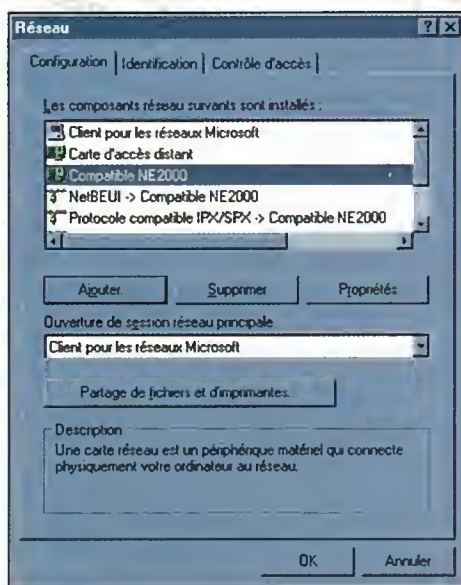 Réseau
Configuration
Identification
Contrôle d'accès
Les composants réseau suivants sont installés :
Client pour les réseaux Microsoft
Carte d'accès distant
Compatible NE2000
NetBEUI -> Compatible NE2000
Protocole compatible IPX/SPX -> Compatible NE2000
Ajouter...
Supprimer
Propriétés
Ouverture de session réseau principale
Client pour les réseaux Microsoft
Partage de fichiers et d'imprimantes...
Description
Une carte réseau est un périphérique matériel qui connecte
physiquement votre ordinateur au réseau.
OK
Annuler